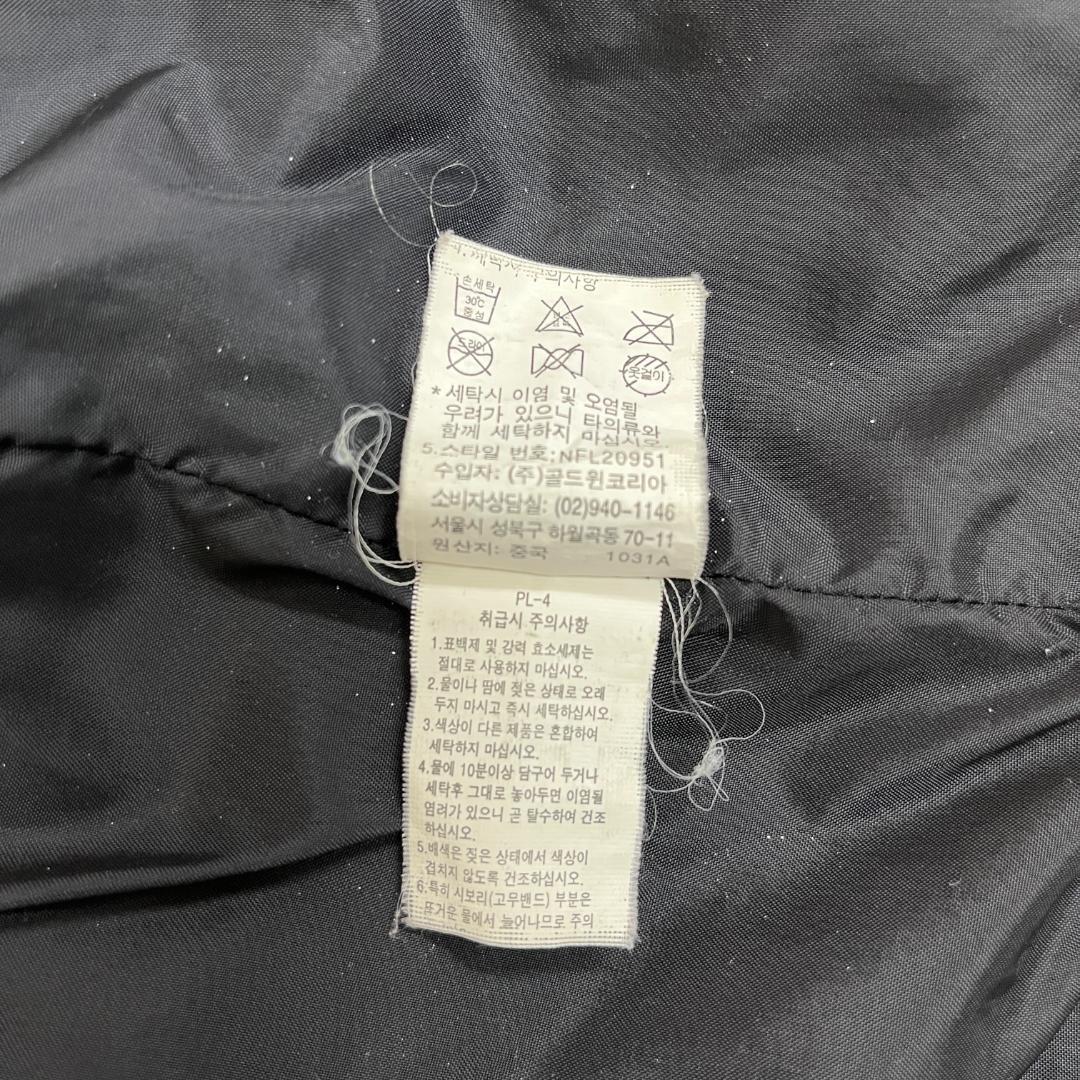 4.세탁시 주의사항
손세탁
30℃
중성
드라이
옷걸이
* 세탁시 이염 및 오염될
우려가 있으니 타의류와
함께 세탁하지 마십시오.
5.스타일 번호:NFL20951
수입자: (주)골드윈코리아
소비자상담실: (02)940-1146
서울시 성북구 하월곡동 70-11
원산지: 중국 1031A
PL-4
취급시 주의사항
1.표백제 및 강력 효소세제는
절대로 사용하지 마십시오.
2.물이나 땀에 젖은 상태로 오래
두지 마시고 즉시 세탁하십시오.
3.색상이 다른 제품은 혼합하여
세탁하지 마십시오.
4.물에 10분이상 담구어 두거나
세탁후 그대로 놓아두면 이염될
염려가 있으니 곧 탈수하여 건조
하십시오.
5.배색은 젖은 상태에서 색상이
겹치지 않도록 건조하십시오.
6.특히 시보리(고무밴드) 부분은
뜨거운 물에서 늘어나므로 주의